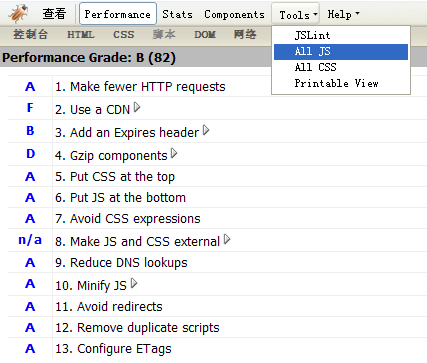 查看 Performance Stats Components Tools Help
控制台 HTML CSS 脚本 DOM 网络
JSLint
All JS
All CSS
Printable View
Performance Grade: B (82)
A 1. Make fewer HTTP requests
F 2. Use a CDN
B 3. Add an Expires header
D 4. Gzip components
A 5. Put CSS at the top
A 6. Put JS at the bottom
A 7. Avoid CSS expressions
n/a 8. Make JS and CSS external
A 9. Reduce DNS lookups
A 10. Minify JS
A 11. Avoid redirects
A 12. Remove duplicate scripts
A 13. Configure ETags